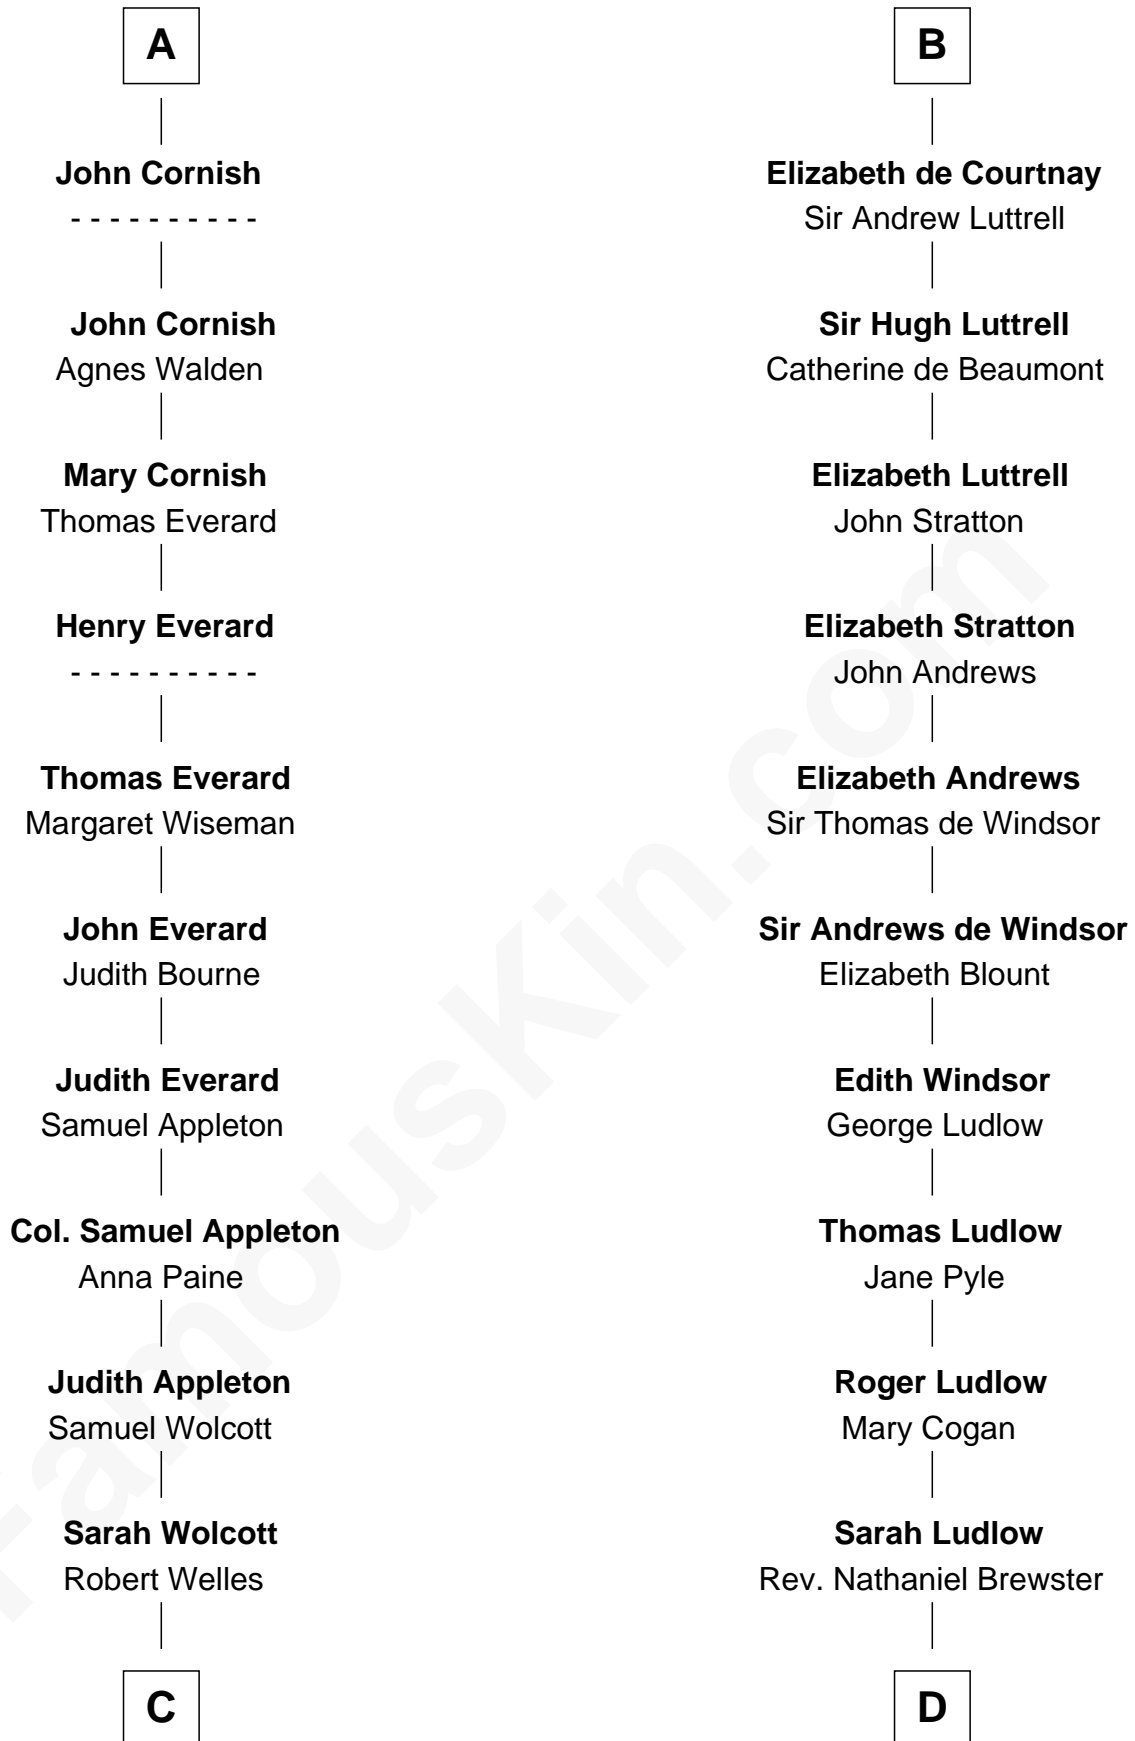 A
John Cornish
- - - - - - - - - -
John Cornish
Agnes Walden
Mary Cornish
Thomas Everard
Henry Everard
- - - - - - - - - -
Thomas Everard
Margaret Wiseman
John Everard
Judith Bourne
Judith Everard
Samuel Appleton
Col. Samuel Appleton
Anna Paine
Judith Appleton
Samuel Wolcott
Sarah Wolcott
Robert Welles
C
B
Elizabeth de Courtnay
Sir Andrew Luttrell
Sir Hugh Luttrell
Catherine de Beaumont
Elizabeth Luttrell
John Stratton
Elizabeth Stratton
John Andrews
Elizabeth Andrews
Sir Thomas de Windsor
Sir Andrews de Windsor
Elizabeth Blount
Edith Windsor
George Ludlow
Thomas Ludlow
Jane Pyle
Roger Ludlow
Mary Cogan
Sarah Ludlow
Rev. Nathaniel Brewster
D
FamousKin.com